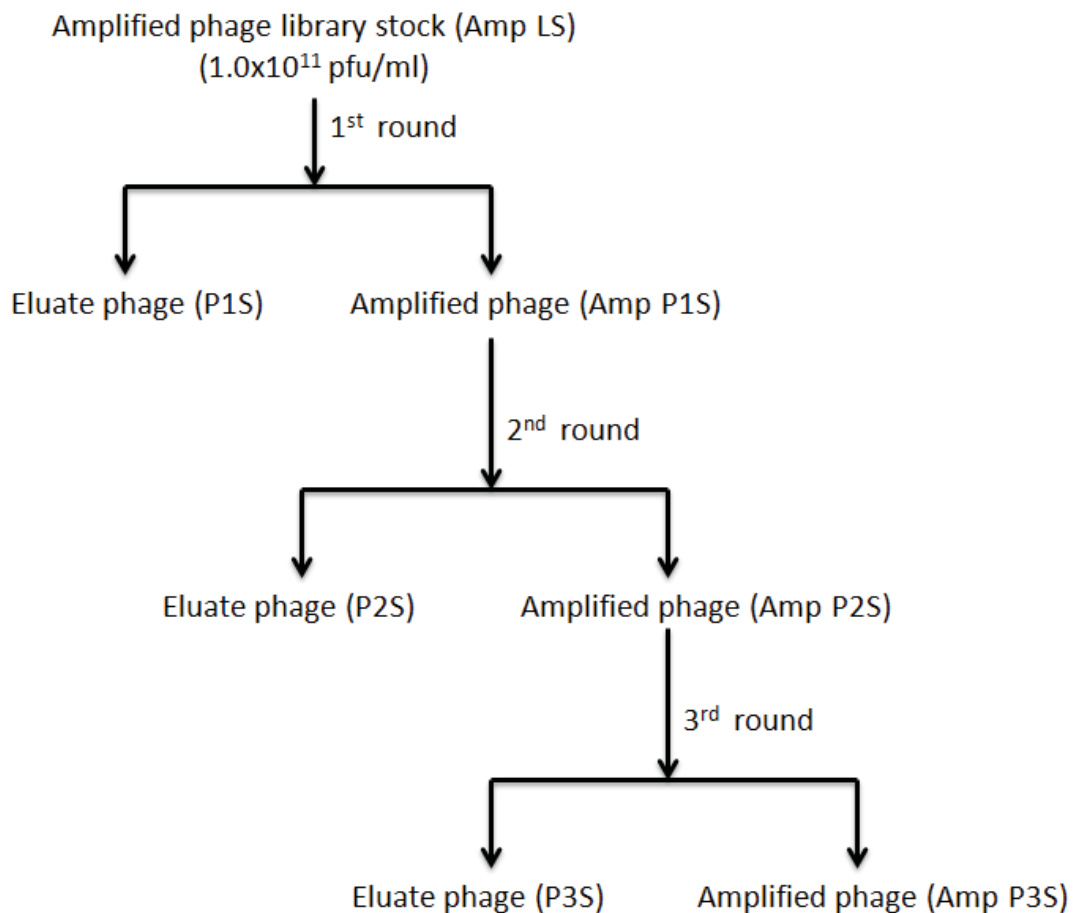 Amplified phage library stock (Amp LS)
(1.0x10¹¹ pfu/ml)
1ˢᵗ round
Eluate phage (P1S)
Amplified phage (Amp P1S)
2ⁿᵈ round
Eluate phage (P2S)
Amplified phage (Amp P2S)
3ʳᵈ round
Eluate phage (P3S)
Amplified phage (Amp P3S)